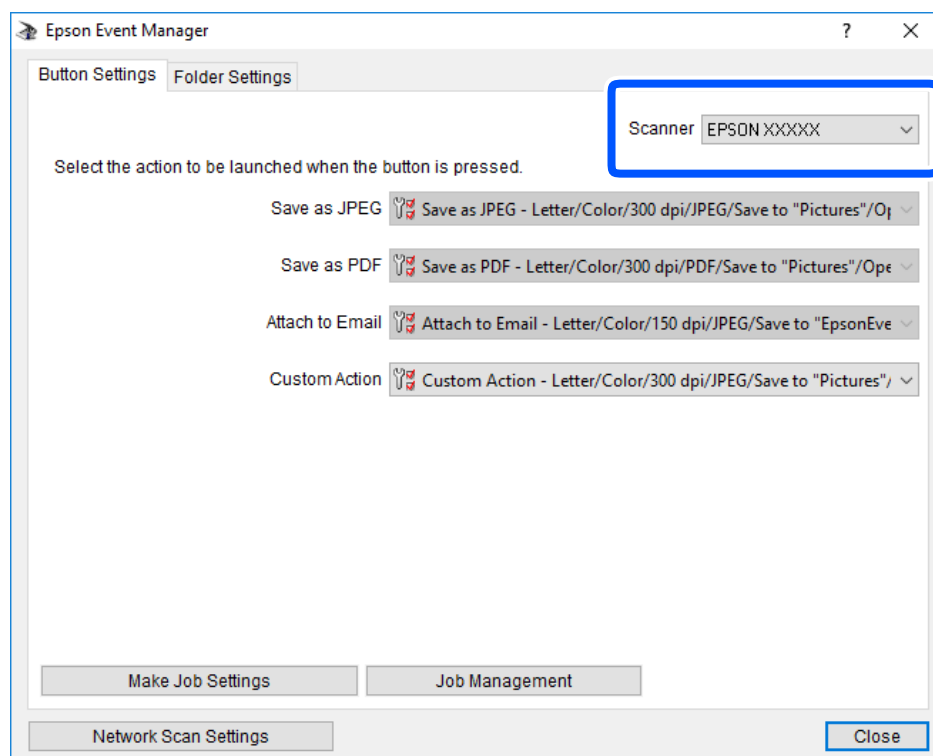 Epson Event Manager
Button Settings Folder Settings
Scanner EPSON XXXXX
Select the action to be launched when the button is pressed.
Save as JPEG Save as JPEG - Letter/Color/300 dpi/JPEG/Save to "Pictures"/Op
Save as PDF Save as PDF - Letter/Color/300 dpi/PDF/Save to "Pictures"/Ope
Attach to Email Attach to Email - Letter/Color/150 dpi/JPEG/Save to "EpsonEve
Custom Action Custom Action - Letter/Color/300 dpi/JPEG/Save to "Pictures"/
Make Job Settings Job Management
Network Scan Settings Close